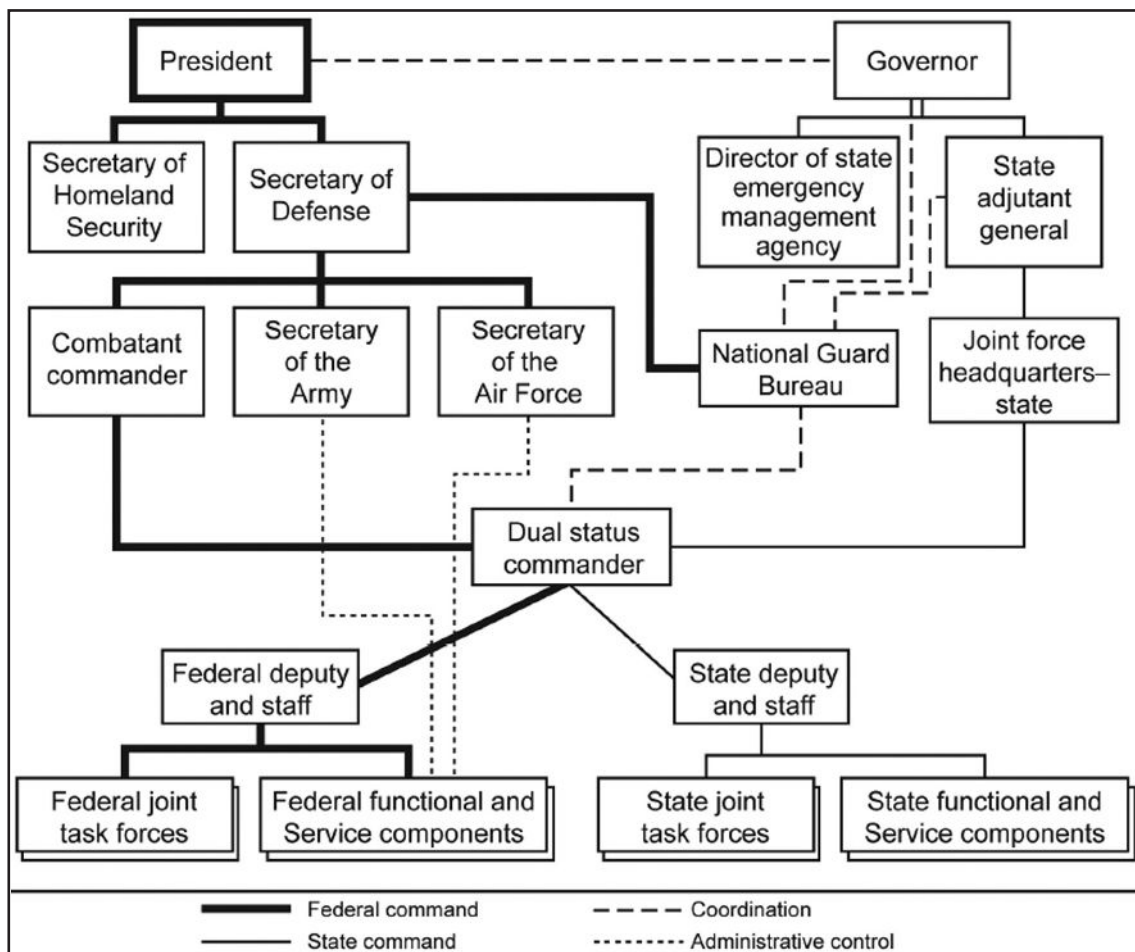 President
Governor
Secretary of
Homeland
Security
Secretary of
Defense
Director of state
emergency
management
agency
State
adjutant
general
Combatant
commander
Secretary
of the
Army
Secretary
of the
Air Force
National Guard
Bureau
Joint force
headquarters–
state
Dual status
commander
Federal deputy
and staff
State deputy
and staff
Federal joint
task forces
Federal functional and
Service components
State joint
task forces
State functional and
Service components
Federal command
Coordination
State command
Administrative control